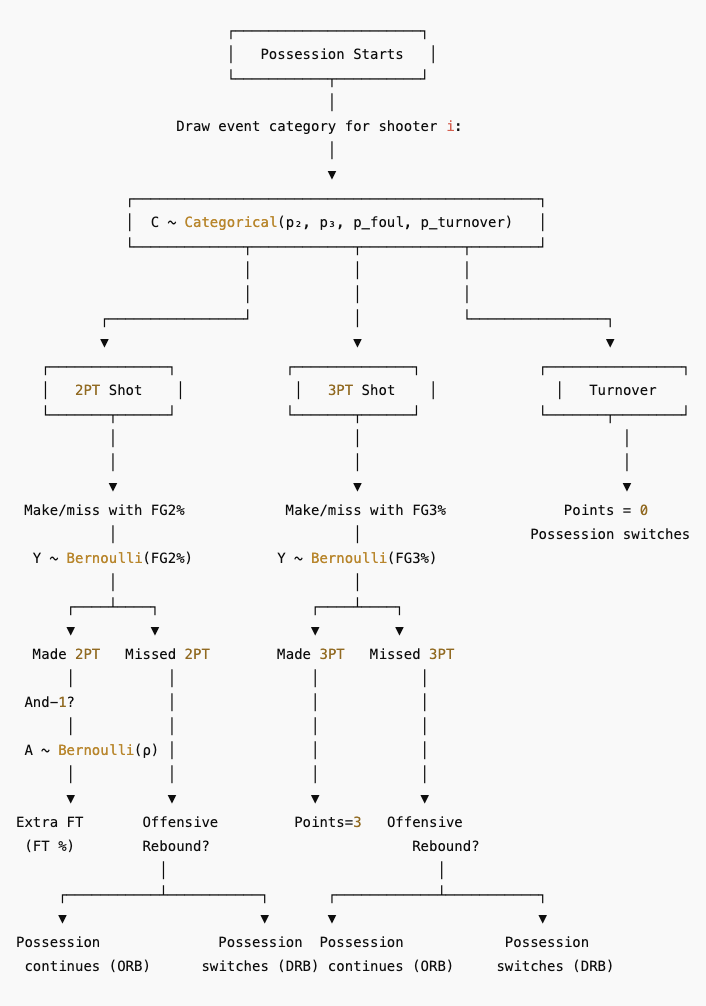 Possession Starts
Draw event category for shooter i:
C ~ Categorical(p₂, p₃, p_foul, p_turnover)
2PT Shot 3PT Shot Turnover
Make/miss with FG2% Make/miss with FG3% Points = 0
Possession switches
Y ~ Bernoulli(FG2%) Y ~ Bernoulli(FG3%)
Made 2PT Missed 2PT Made 3PT Missed 3PT
And-1?
A ~ Bernoulli(ρ)
Extra FT Offensive Points=3 Offensive
(FT %) Rebound? Rebound?
Possession Possession Possession Possession
continues (ORB) switches (DRB) continues (ORB) switches (DRB)